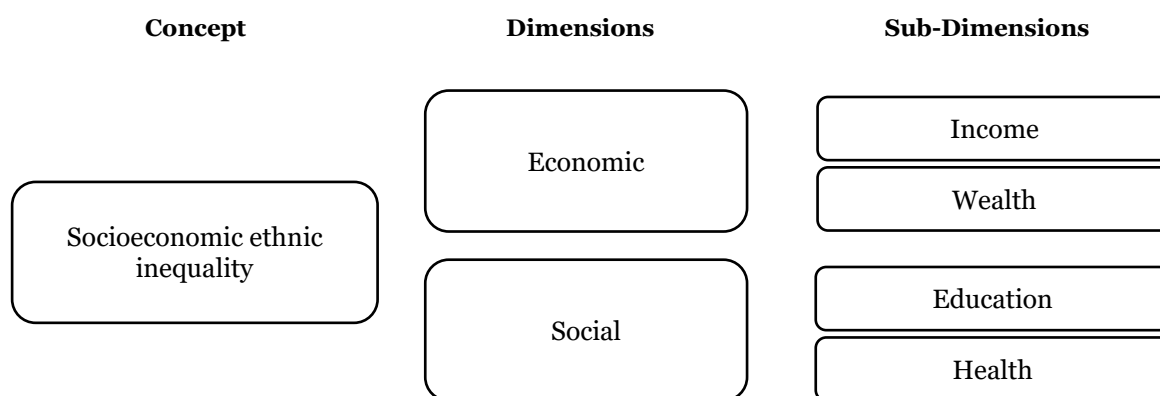 Concept
Dimensions
Sub-Dimensions
Socioeconomic ethnic
inequality
Economic
Social
Income
Wealth
Education
Health